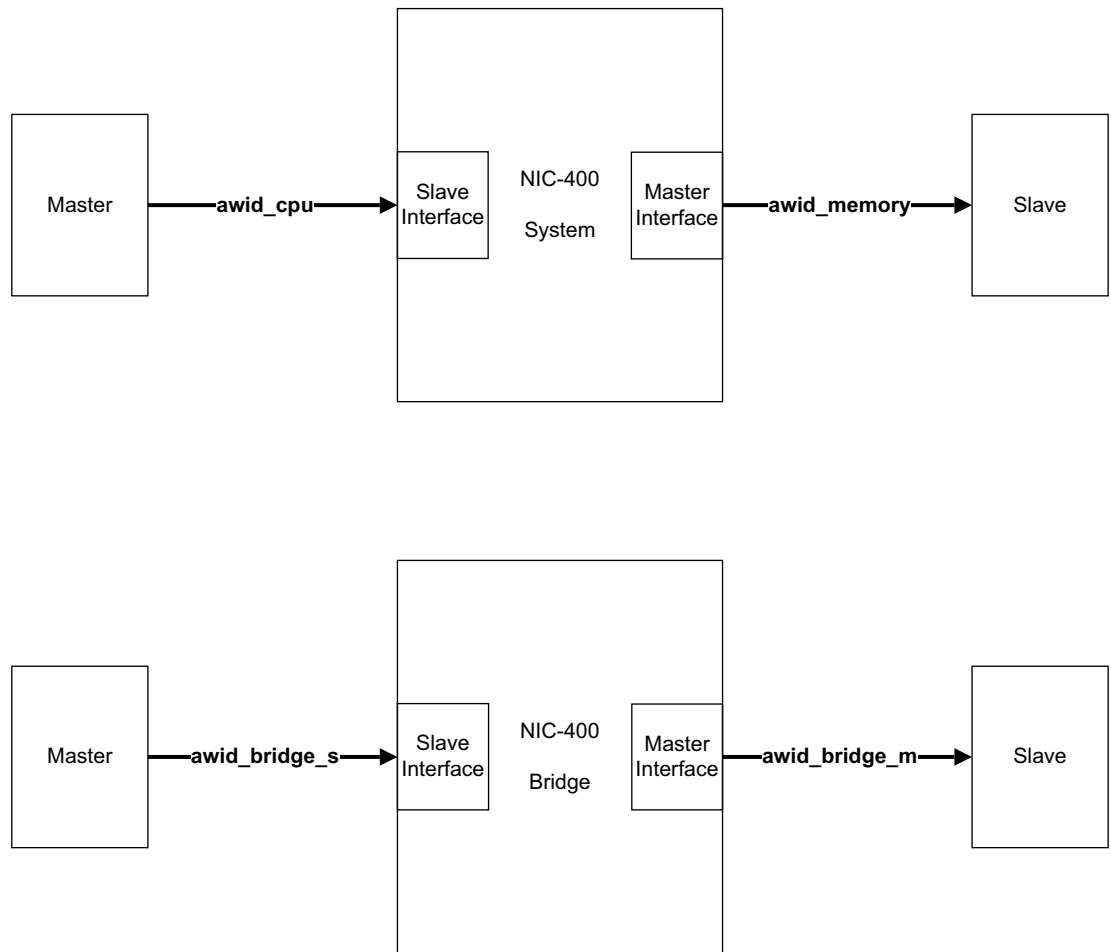 Master
awid_cpu
Slave
Interface
NIC-400
System
Master
Interface
awid_memory
Slave
Master
awid_bridge_s
Slave
Interface
NIC-400
Bridge
Master
Interface
awid_bridge_m
Slave